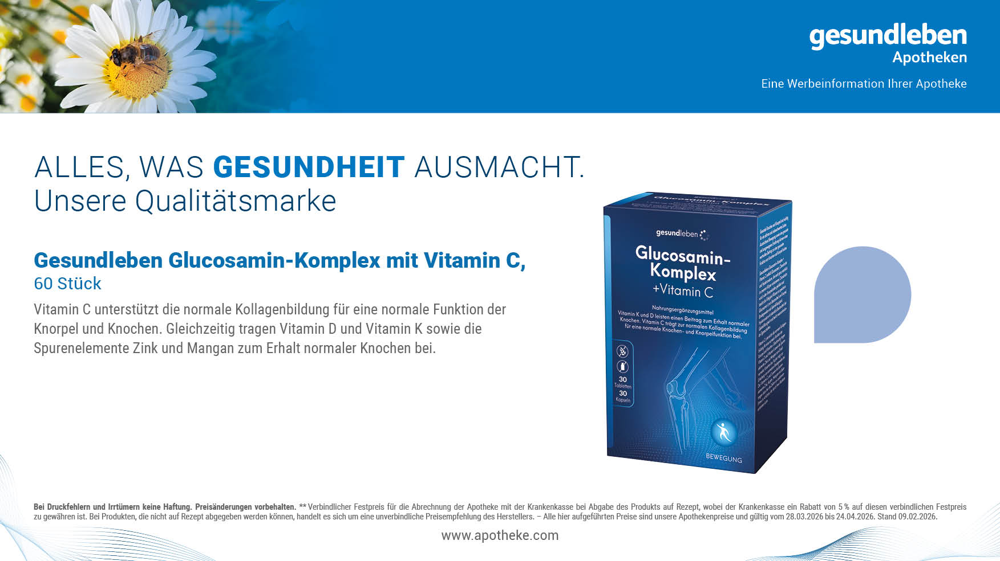 gesundleben
Apotheken
Eine Werbeinformation Ihrer Apotheke
ALLES, WAS GESUNDHEIT AUSMACHT.
Unsere Qualitätsmarke
Gesundleben Glucosamin-Komplex mit Vitamin C,
60 Stück
Vitamin C unterstützt die normale Kollagenbildung für eine normale Funktion der
Knorpel und Knochen. Gleichzeitig tragen Vitamin D und Vitamin K sowie die
Spurenelemente Zink und Mangan zum Erhalt normaler Knochen bei.
Glucosamin-Komplex
+Vitamin C
gesundleben
Glucosamin-
Komplex
+Vitamin C
Nahrungsergänzungsmittel
Vitamin K und D leisten einen Beitrag zum Erhalt normaler
Knochen. Vitamin C trägt zur normalen Kollagenbildung
für eine normale Knochen- und Knorpelfunktion bei.
30
Tabletten
30
Kapseln
BEWEGUNG
Bei Druckfehlern und Irrtümern keine Haftung. Preisänderungen vorbehalten. ** Verbindlicher Festpreis für die Abrechnung der Apotheke mit der Krankenkasse bei Abgabe des Produkts auf Rezept, wobei der Krankenkasse ein Rabatt von 5 % auf diesen verbindlichen Festpreis
zu gewähren ist. Bei Produkten, die nicht auf Rezept abgegeben werden können, handelt es sich um eine unverbindliche Preisempfehlung des Herstellers. – Alle hier aufgeführten Preise sind unsere Apothekenpreise und gültig vom 28.03.2026 bis 24.04.2026. Stand 09.02.2026.
www.apotheke.com